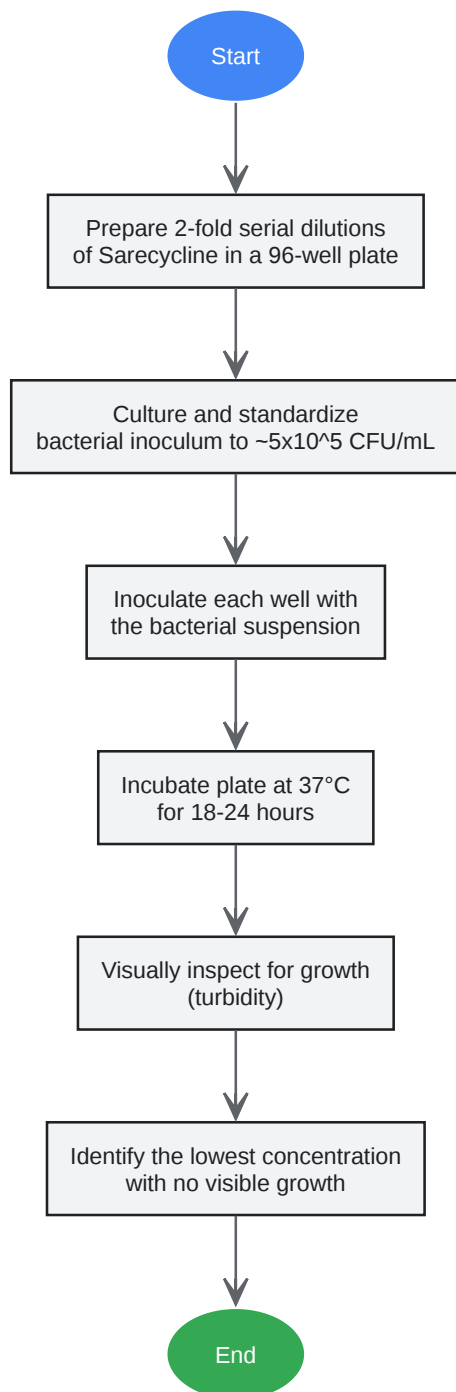 Start
Prepare 2-fold serial dilutions
of Sarecycline in a 96-well plate
Culture and standardize
bacterial inoculum to ~5x10^5 CFU/mL
Inoculate each well with
the bacterial suspension
Incubate plate at 37°C
for 18-24 hours
Visually inspect for growth
(turbidity)
Identify the lowest concentration
with no visible growth
End